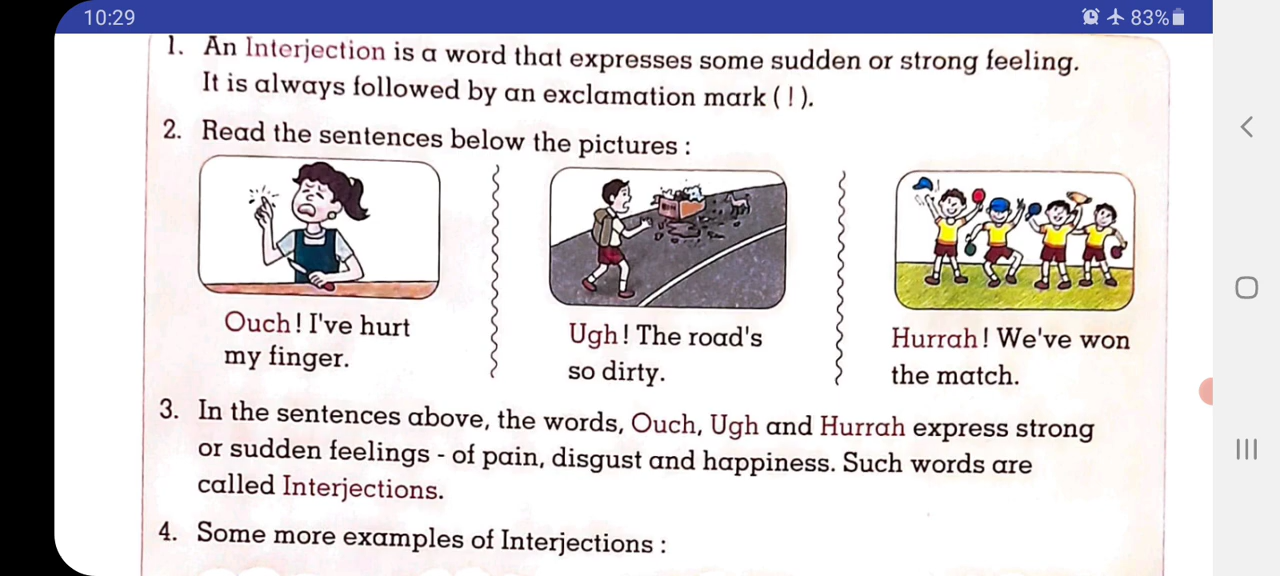 10:29
83%
1. An Interjection is a word that expresses some sudden or strong feeling.
It is always followed by an exclamation mark ( ! ).
2. Read the sentences below the pictures :
Ouch! I've hurt
my finger.
Ugh! The road's
so dirty.
Hurrah! We've won
the match.
3. In the sentences above, the words, Ouch, Ugh and Hurrah express strong
or sudden feelings - of pain, disgust and happiness. Such words are
called Interjections.
4. Some more examples of Interjections :